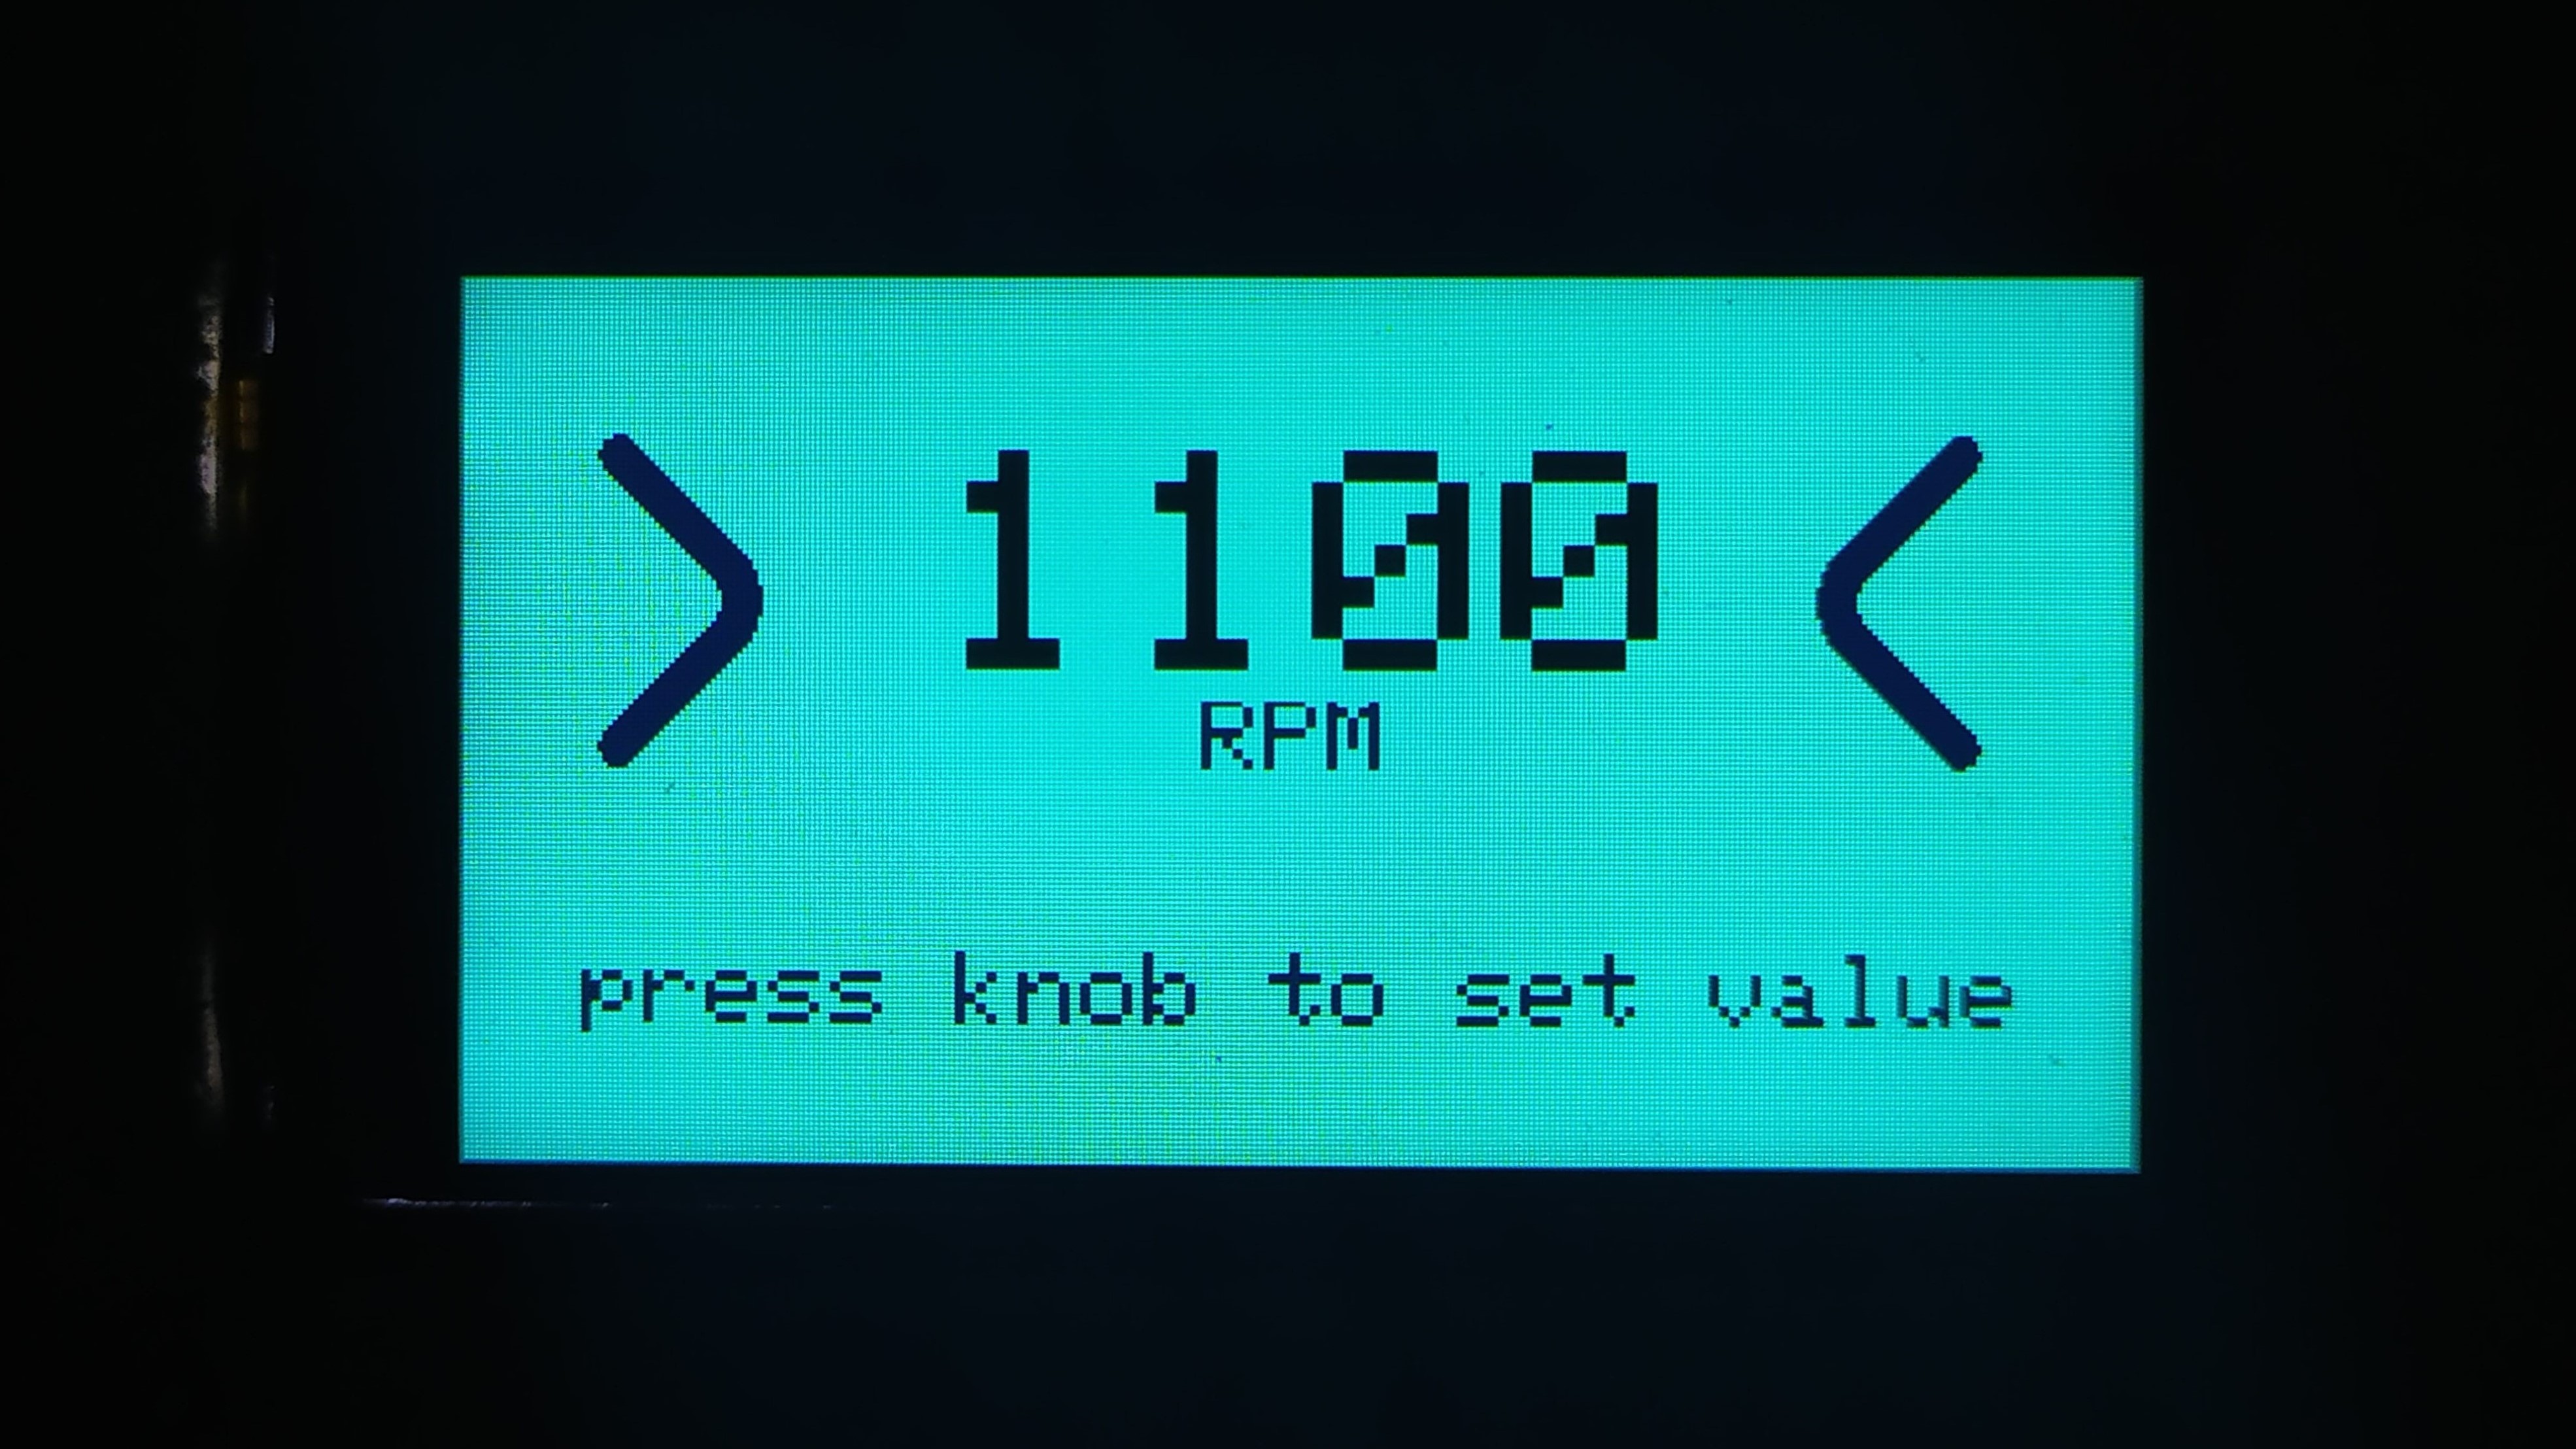 > 1100 <
RPM
press knob to set value